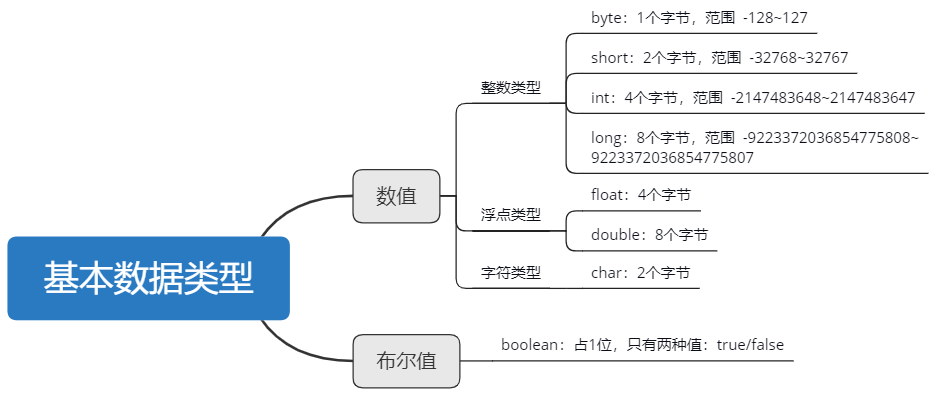 基本数据类型
数值
整数类型
byte：1个字节，范围 -128~127
short：2个字节，范围 -32768~32767
int：4个字节，范围 -2147483648~2147483647
long：8个字节，范围 -9223372036854775808~
9223372036854775807
浮点类型
float：4个字节
double：8个字节
字符类型
char：2个字节
布尔值
boolean：占1位，只有两种值：true/false